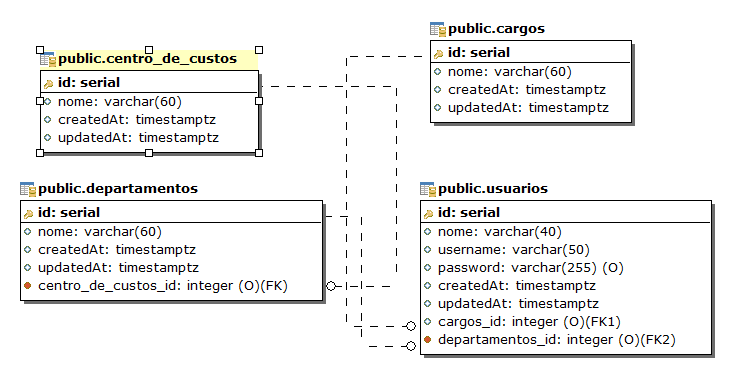 public.centro_de_custos
id: serial
nome: varchar(60)
createdAt: timestamptz
updatedAt: timestamptz
public.cargos
id: serial
nome: varchar(60)
createdAt: timestamptz
updatedAt: timestamptz
public.departamentos
id: serial
nome: varchar(60)
createdAt: timestamptz
updatedAt: timestamptz
centro_de_custos_id: integer (O)(FK)
public.usuarios
id: serial
nome: varchar(40)
username: varchar(50)
password: varchar(255) (O)
createdAt: timestamptz
updatedAt: timestamptz
cargos_id: integer (O)(FK1)
departamentos_id: integer (O)(FK2)